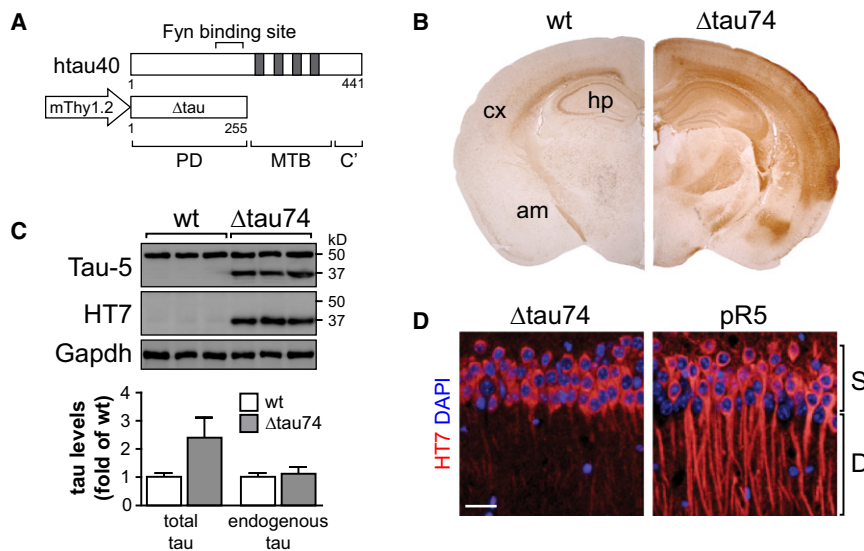 A
Fyn binding site
htau40
1
441
mThy1.2
Δtau
1
255
PD
MTB
C'
B
wt
Δtau74
cx
hp
am
C
wt
Δtau74
kD
Tau-5
50
37
HT7
50
37
Gapdh
tau levels
(fold of wt)
4
3
2
1
0
wt
Δtau74
total
tau
endogenous
tau
D
Δtau74
pR5
HT7 DAPI
S
D